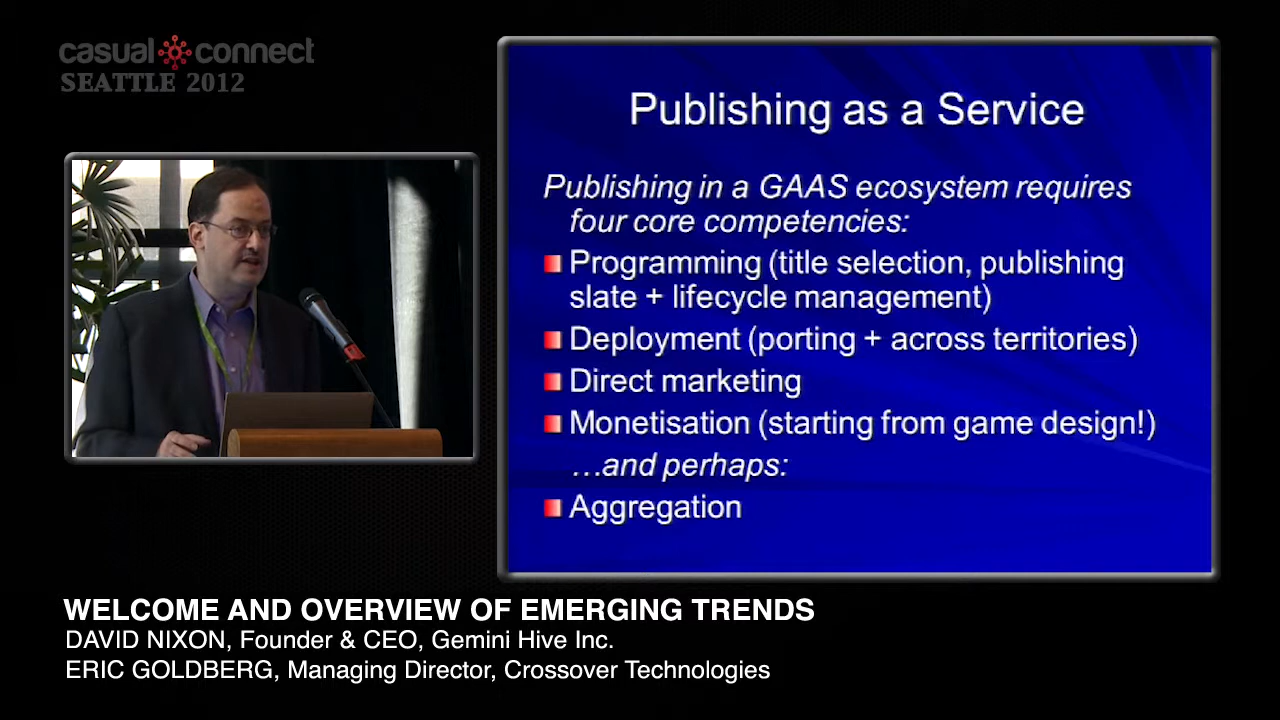 casual connect
SEATTLE 2012
Publishing as a Service
Publishing in a GAAS ecosystem requires
four core competencies:
Programming (title selection, publishing
slate + lifecycle management)
Deployment (porting + across territories)
Direct marketing
Monetisation (starting from game design!)
…and perhaps:
Aggregation
WELCOME AND OVERVIEW OF EMERGING TRENDS
DAVID NIXON, Founder & CEO, Gemini Hive Inc.
ERIC GOLDBERG, Managing Director, Crossover Technologies